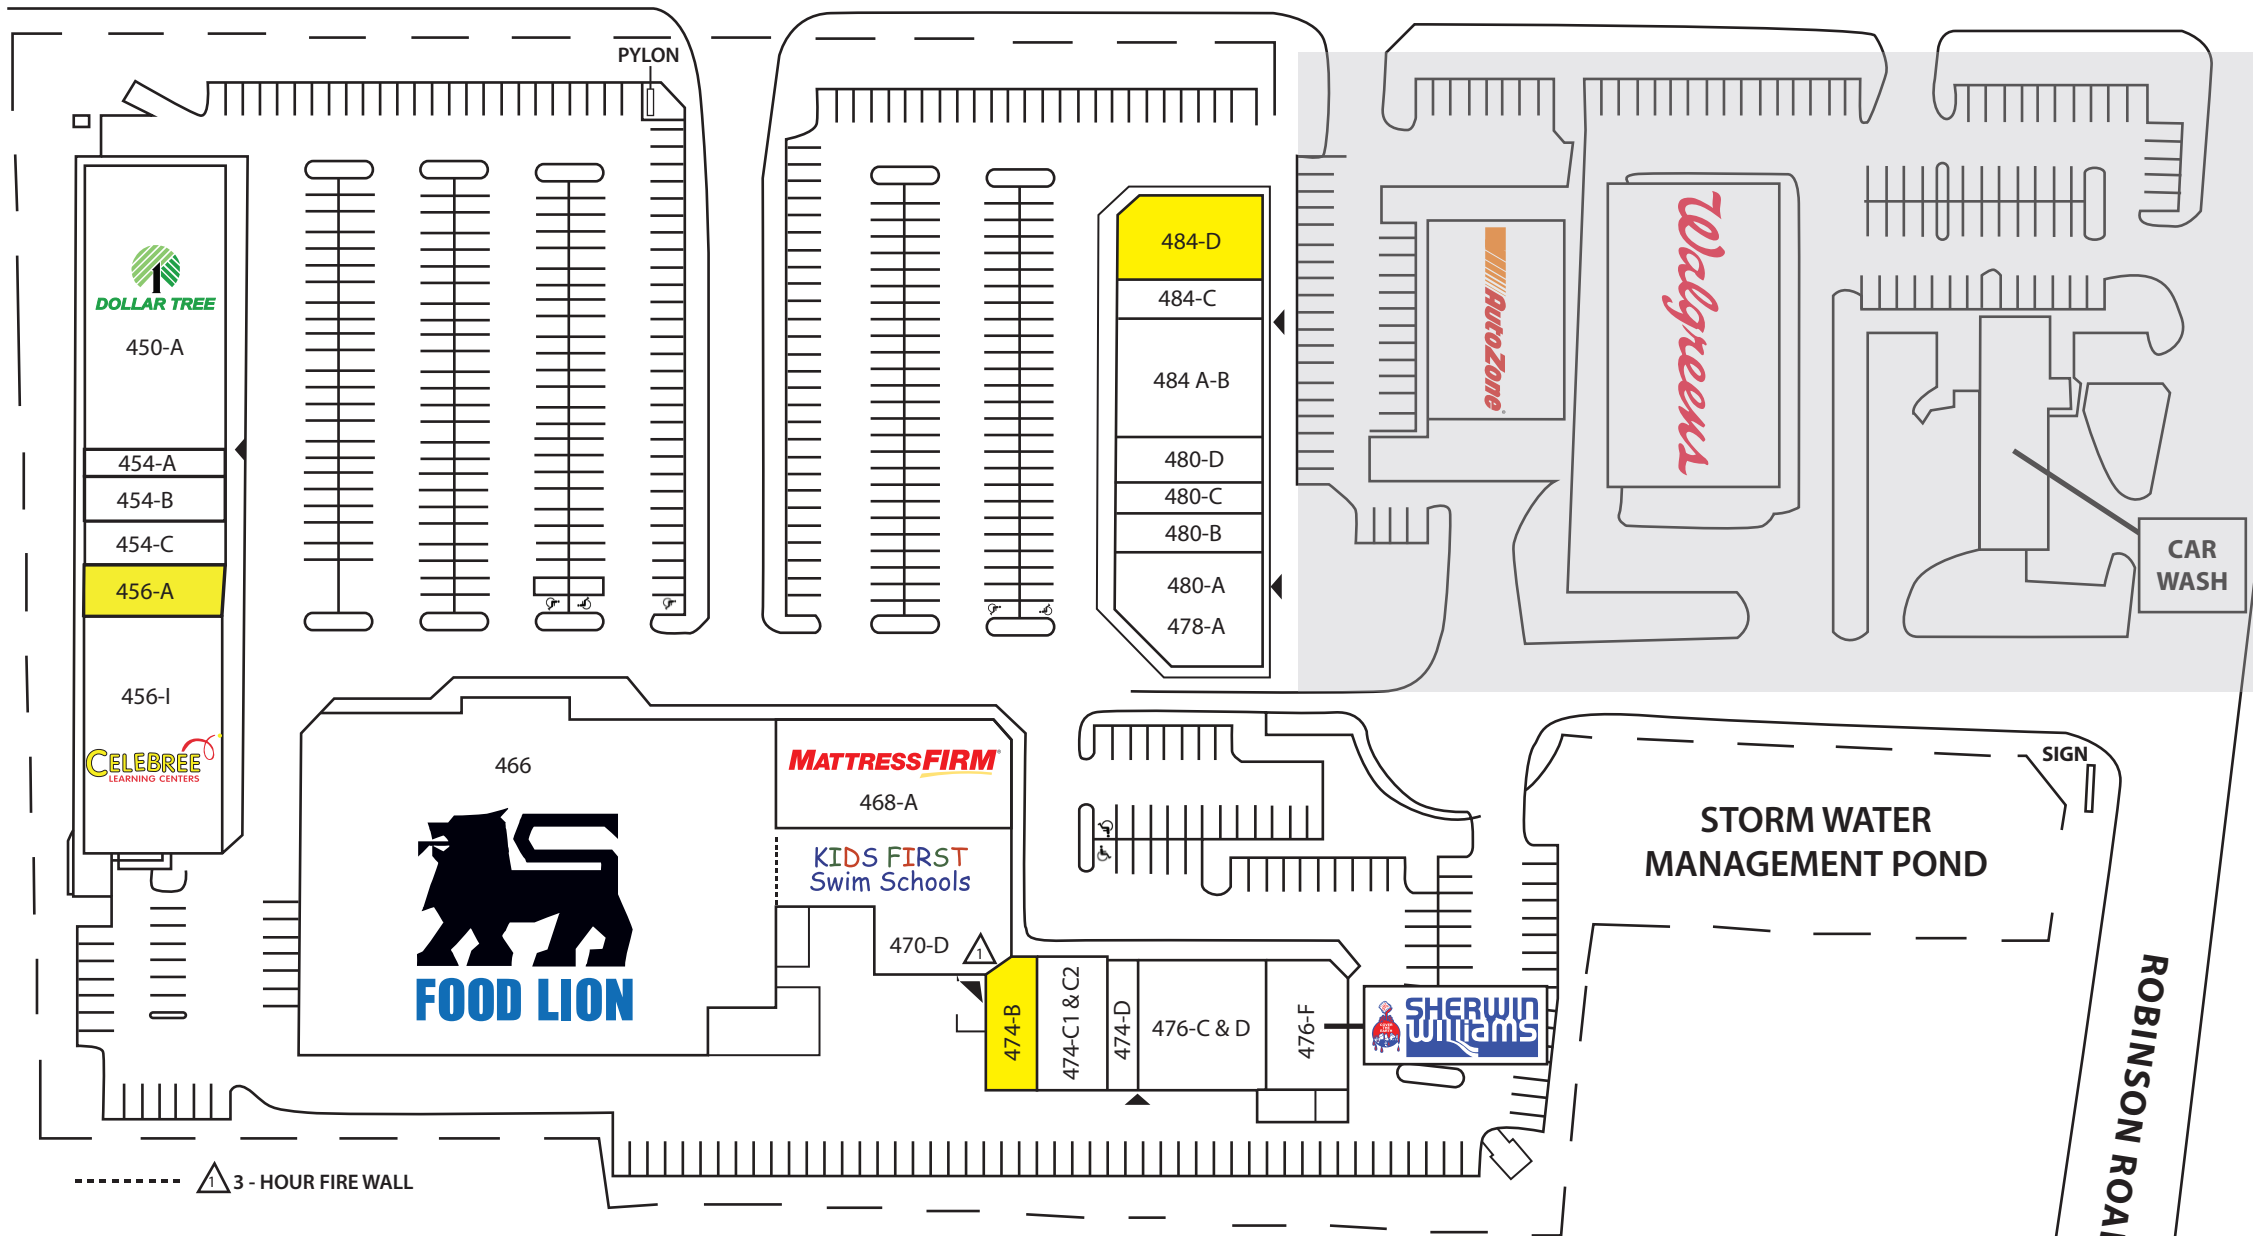 PYLON
DOLLAR TREE
450-A
454-A
454-B
454-C
456-A
456-I
CELEBREE
LEARNING CENTERS
484-D
484-C
484 A-B
480-D
480-C
480-B
480-A
478-A
AutoZone
Walgreens
CAR
WASH
466
FOOD LION
MATTRESSFIRM
468-A
KIDS FIRST
Swim Schools
470-D
1
474-B
474-C1 & C2
474-D
476-C & D
476-F
SHERWIN
WILLIAMS
SIGN
STORM WATER
MANAGEMENT POND
ROBINSON ROA
1 3 - HOUR FIRE WALL